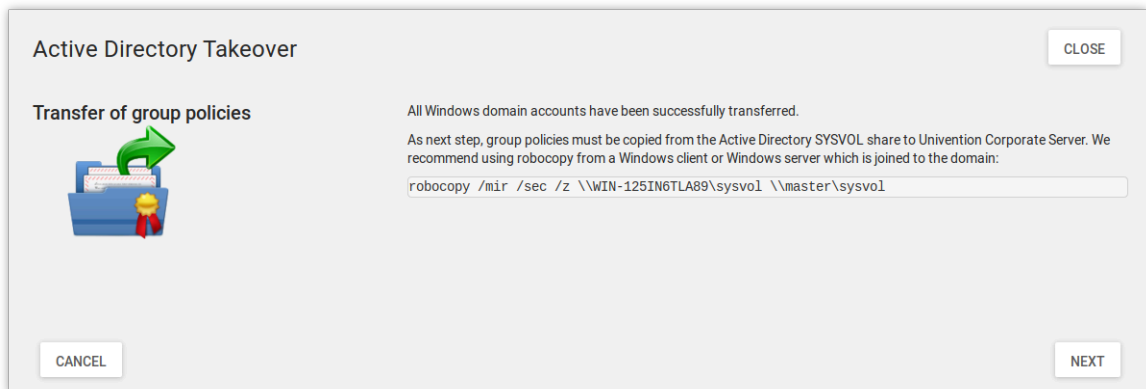 Active Directory Takeover
CLOSE
Transfer of group policies
All Windows domain accounts have been successfully transferred.
As next step, group policies must be copied from the Active Directory SYSVOL share to Univention Corporate Server. We
recommend using robocopy from a Windows client or Windows server which is joined to the domain:
robocopy /mir /sec /z \\WIN-125IN6TLA89\sysvol \\master\sysvol
CANCEL
NEXT